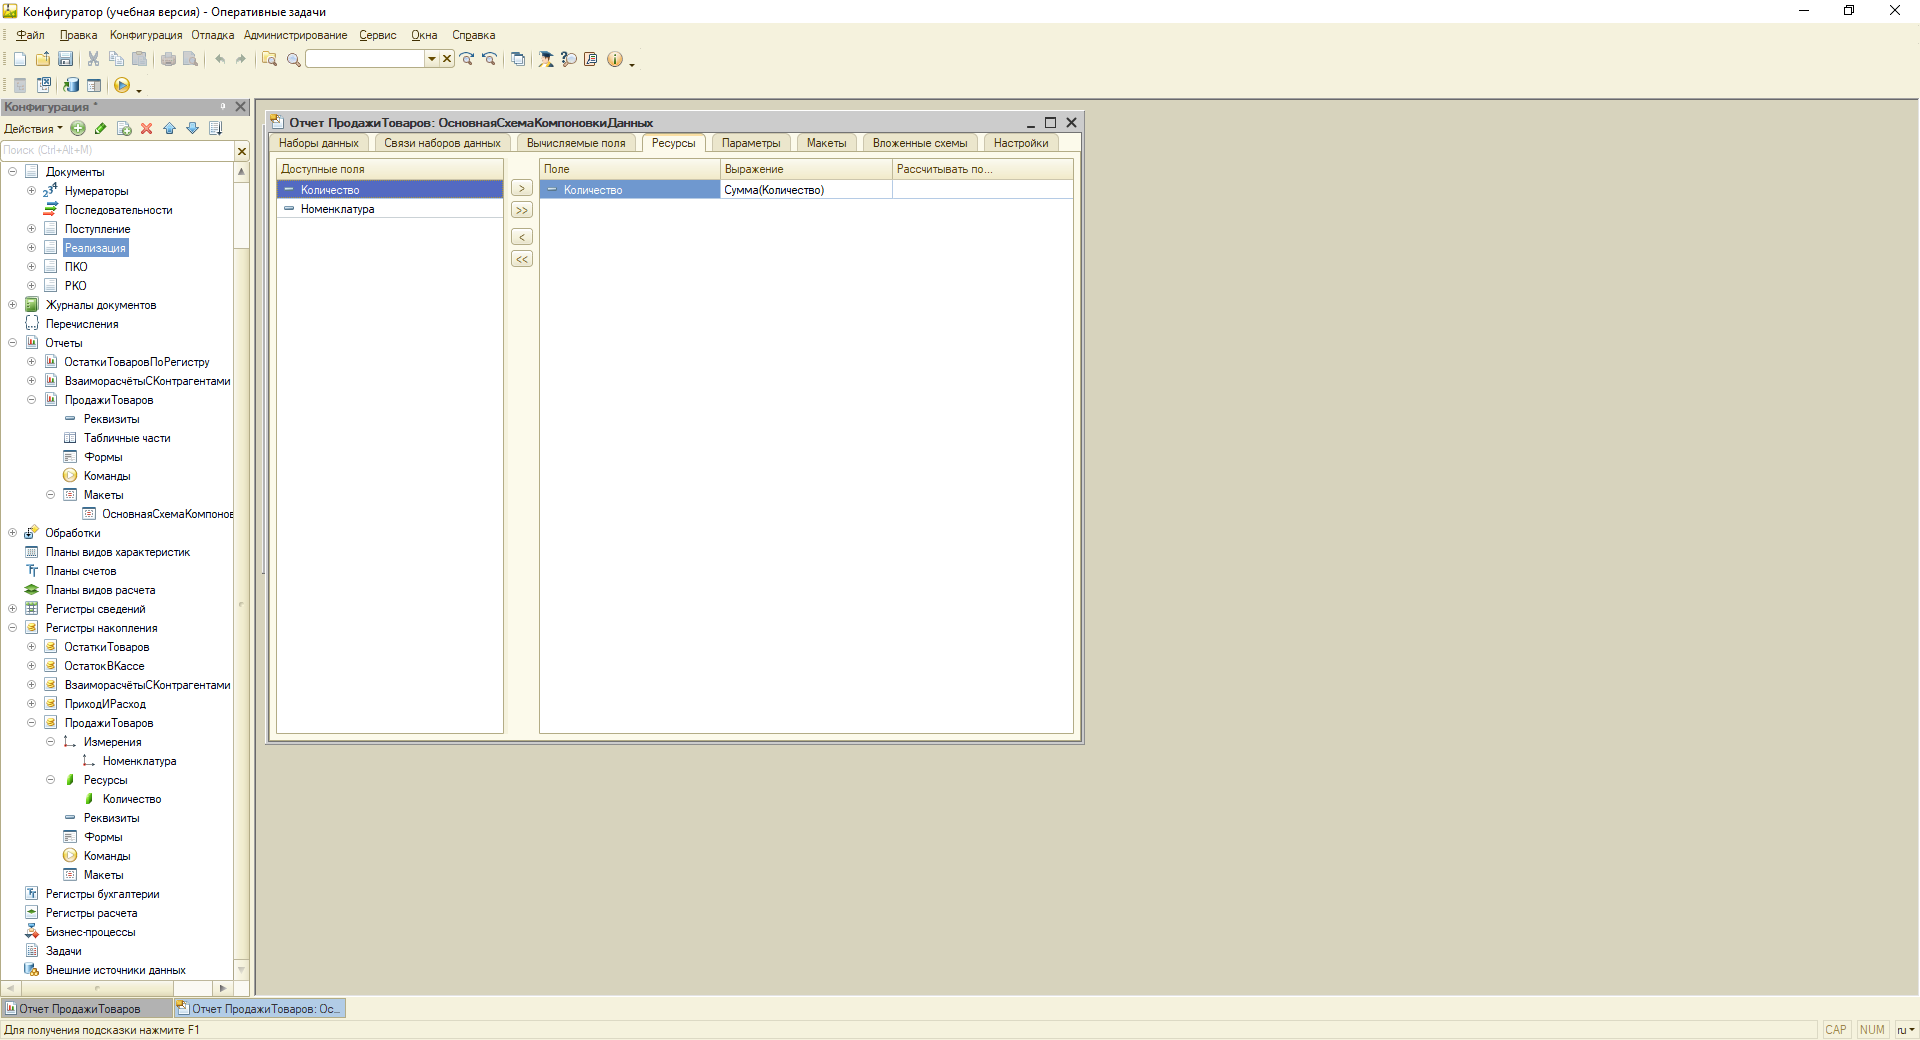 Конфигуратор (учебная версия) - Оперативные задачи
Файл Правка Конфигурация Отладка Администрирование Сервис Окна Справка
Конфигурация *
Действия
Поиск (Ctrl+Alt+M)
Документы
Нумераторы
Последовательности
Поступление
Реализация
ПКО
РКО
Журналы документов
Перечисления
Отчеты
ОстаткиТоваровПоРегистру
ВзаиморасчётыСКонтрагентами
ПродажиТоваров
Реквизиты
Табличные части
Формы
Команды
Макеты
ОсновнаяСхемаКомпонов
Обработки
Планы видов характеристик
Планы счетов
Планы видов расчета
Регистры сведений
Регистры накопления
ОстаткиТоваров
ОстатокВКассе
ВзаиморасчётыСКонтрагентами
ПриходИРасход
ПродажиТоваров
Измерения
Номенклатура
Ресурсы
Количество
Реквизиты
Формы
Команды
Макеты
Регистры бухгалтерии
Регистры расчета
Бизнес-процессы
Задачи
Внешние источники данных
Отчет ПродажиТоваров: ОсновнаяСхемаКомпоновкиДанных
Наборы данных Связи наборов данных Вычисляемые поля Ресурсы Параметры Макеты Вложенные схемы Настройки
Доступные поля
Количество
Номенклатура
>
>>
<
<<
Поле Выражение Рассчитывать по...
Количество Сумма(Количество)
Отчет ПродажиТоваров Отчет ПродажиТоваров: Ос...
Для получения подсказки нажмите F1 CAP NUM ru